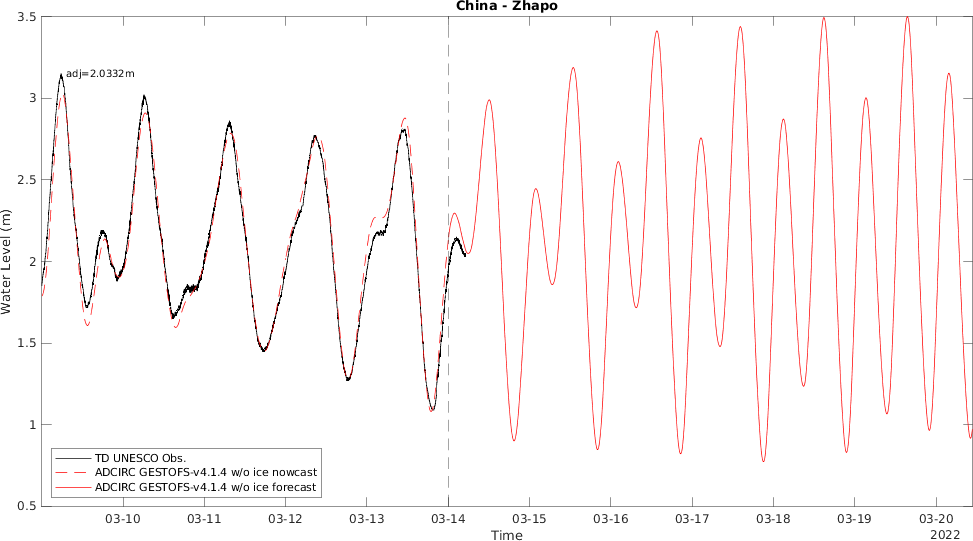 China - Zhapo
adj=2.0332m
3.5
3
2.5
2
1.5
1
0.5
Water Level (m)
TD UNESCO Obs.
ADCIRC GESTOFS-v4.1.4 w/o ice nowcast
ADCIRC GESTOFS-v4.1.4 w/o ice forecast
03-10 03-11 03-12 03-13 03-14 03-15 03-16 03-17 03-18 03-19 03-20
2022
Time